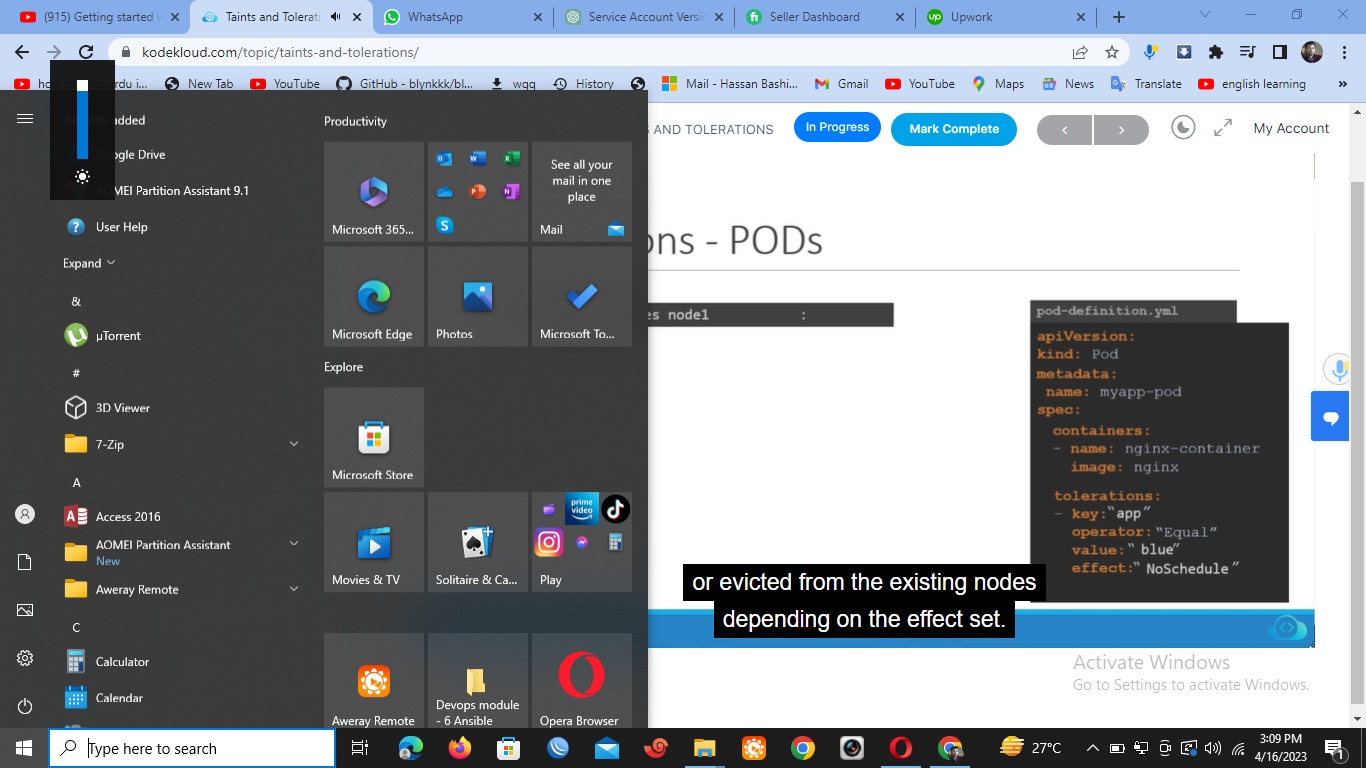 (915) Getting started w
Taints and Tolerati
WhatsApp
Service Account Versi
Seller Dashboard
Upwork
kodekloud.com/topic/taints-and-tolerations/
New Tab
YouTube
GitHub - blynkkk/bl...
wqq
History
Mail - Hassan Bashi...
Gmail
YouTube
Maps
News
Translate
english learning
»
added
Google Drive
AOMEI Partition Assistant 9.1
User Help
Expand
&
µTorrent
#
3D Viewer
7-Zip
A
Access 2016
AOMEI Partition Assistant
New
Aweray Remote
C
Calculator
Calendar
Productivity
Microsoft 365...
See all your
mail in one
place
Mail
Microsoft Edge
Photos
Microsoft To...
Explore
Microsoft Store
Movies & TV
Solitaire & Ca...
prime
video
Play
Aweray Remote
Devops module
- 6 Ansible
Opera Browser
S AND TOLERATIONS
In Progress
Mark Complete
<
>
My Account
ons - PODs
es node1 :
pod-definition.yml
apiVersion:
kind: Pod
metadata:
name: myapp-pod
spec:
containers:
- name: nginx-container
image: nginx
tolerations:
- key:“app”
operator:“Equal”
value:“ blue”
effect:“ NoSchedule ”
or evicted from the existing nodes
depending on the effect set.
Activate Windows
Go to Settings to activate Windows.
Type here to search
27°C
3:09 PM
4/16/2023
1